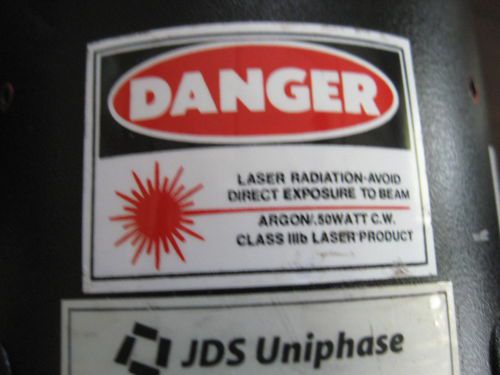 DANGER
LASER RADIATION-AVOID
DIRECT EXPOSURE TO BEAM
ARGON/.50WATT C.W.
CLASS IIIb LASER PRODUCT
JDS Uniphase